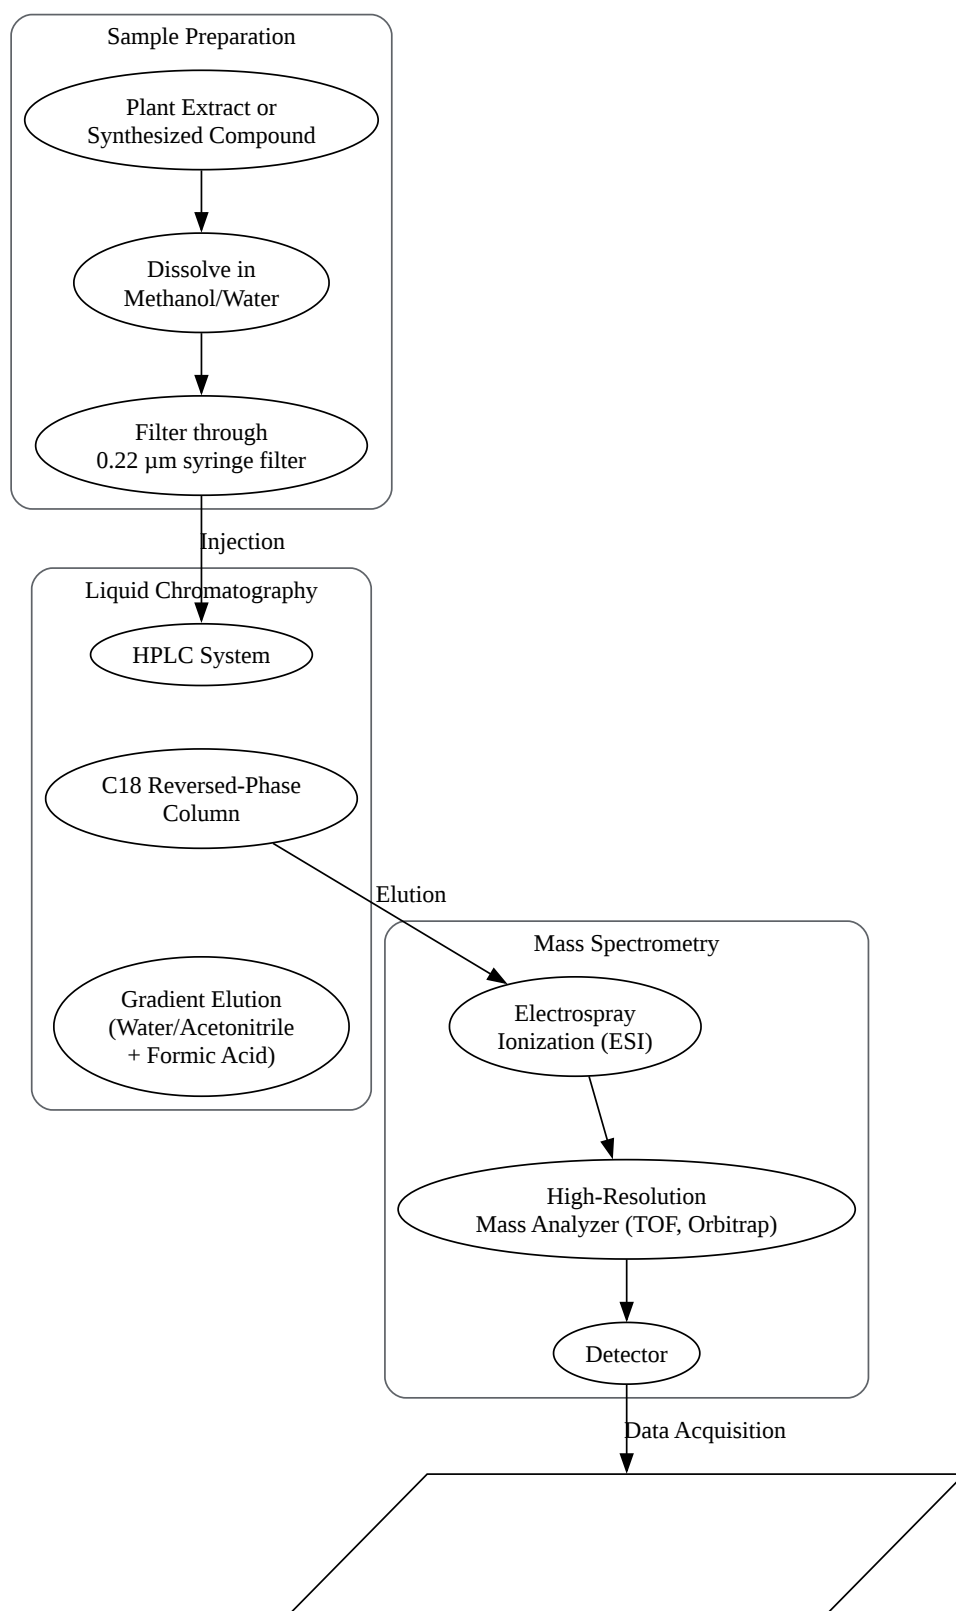 Sample Preparation
Plant Extract or
Synthesized Compound
Dissolve in
Methanol/Water
Filter through
0.22 µm syringe filter
Injection
Liquid Chromatography
HPLC System
C18 Reversed-Phase
Column
Elution
Gradient Elution
(Water/Acetonitrile
+ Formic Acid)
Mass Spectrometry
Electrospray
Ionization (ESI)
High-Resolution
Mass Analyzer (TOF, Orbitrap)
Detector
Data Acquisition